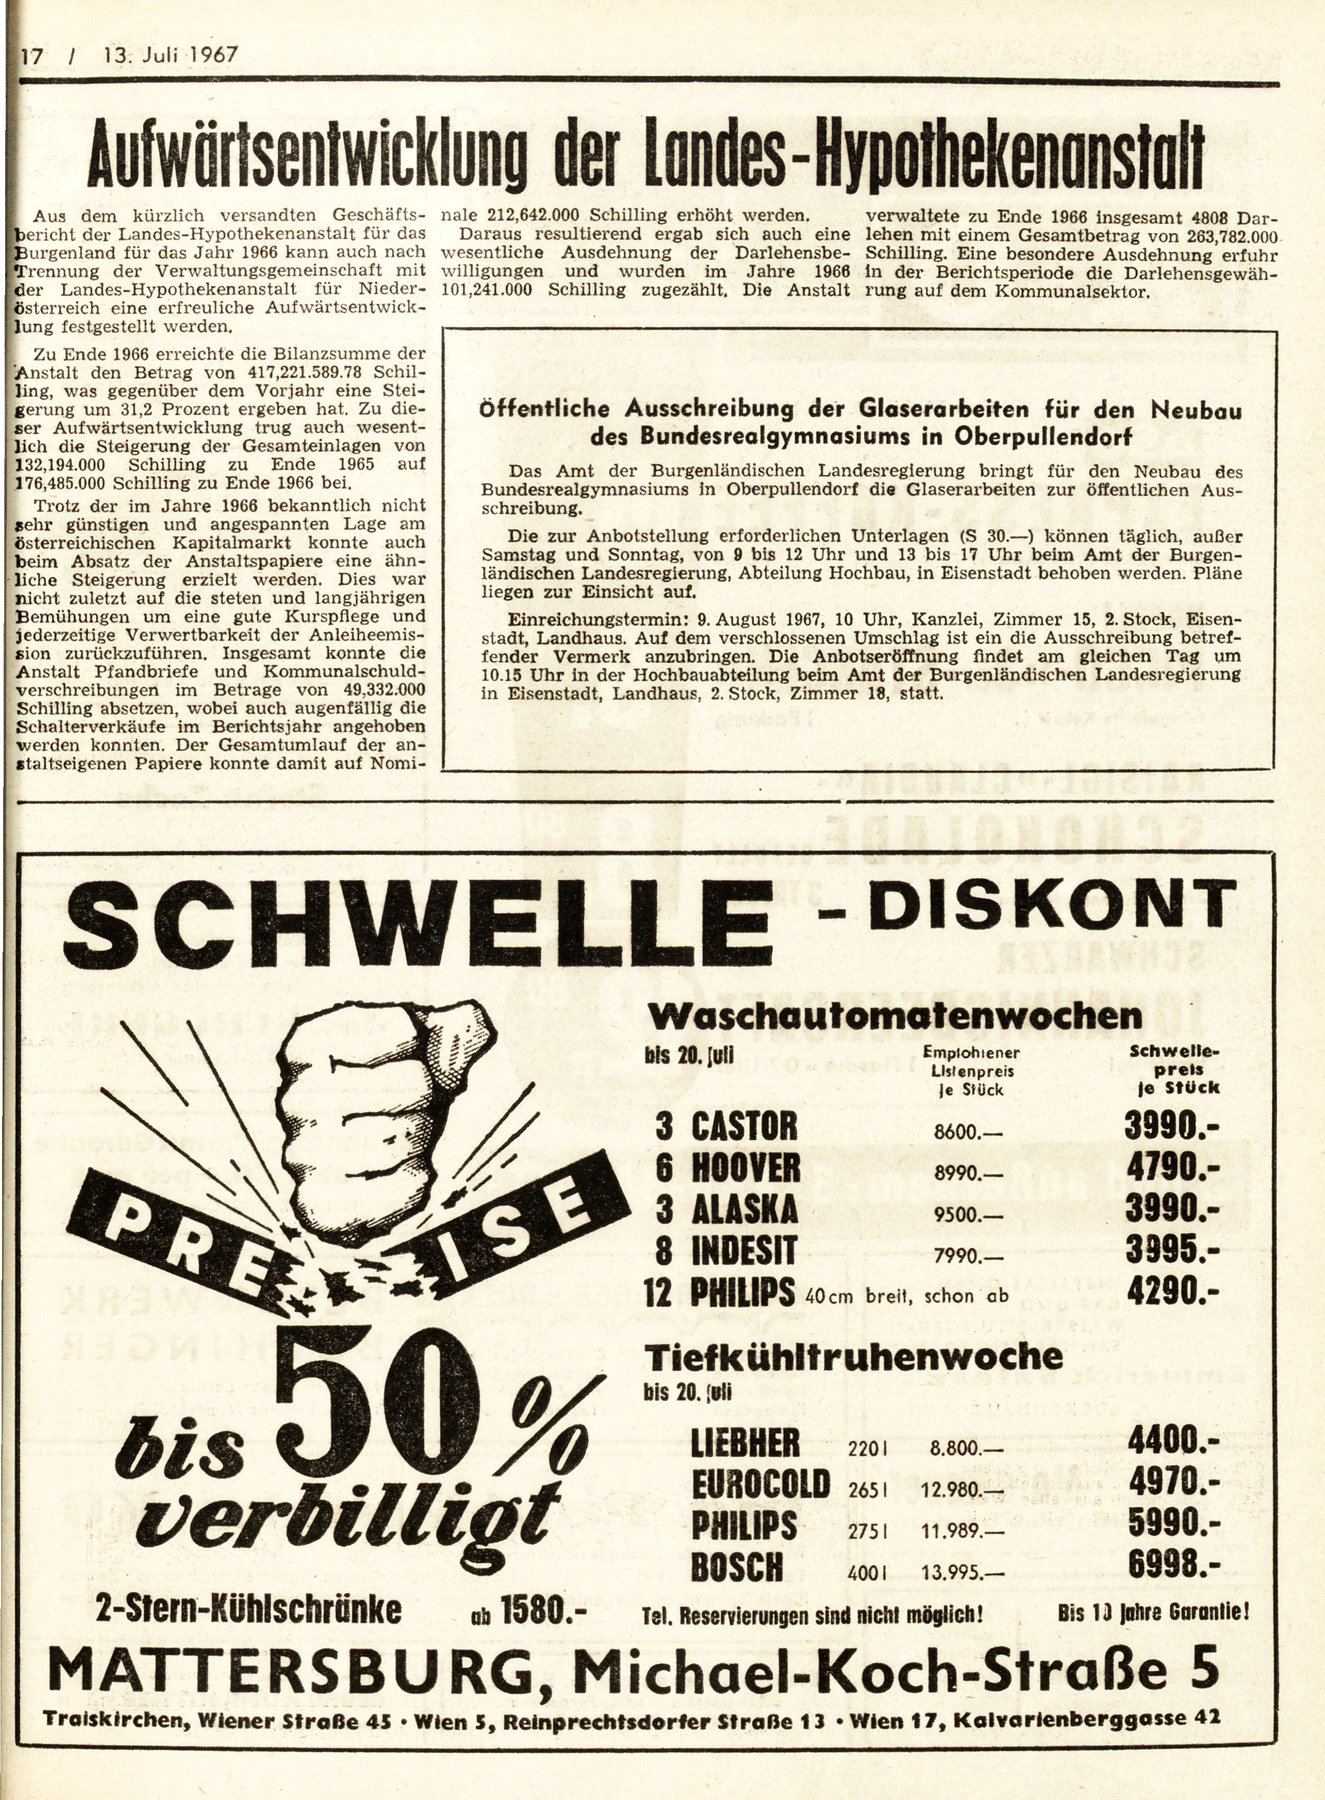 17 / 13. Juli 1967
Aufwärtsentwicklung der Landes-Hypothekenanstalt
Aus dem kürzlich versandten Geschäfts-
bericht der Landes-Hypothekenanstalt für das
Burgenland für das Jahr 1966 kann auch nach
Trennung der Verwaltungsgemeinschaft mit
der Landes-Hypothekenanstalt für Nieder-
österreich eine erfreuliche Aufwärtsentwick-
lung festgestellt werden.
Zu Ende 1966 erreichte die Bilanzsumme der
Anstalt den Betrag von 417,221.589.78 Schil-
ling, was gegenüber dem Vorjahr eine Stei-
gerung um 31,2 Prozent ergeben hat. Zu die-
ser Aufwärtsentwicklung trug auch wesent-
lich die Steigerung der Gesamteinlagen von
132,194.000 Schilling zu Ende 1965 auf
176,485.000 Schilling zu Ende 1966 bei.
Trotz der im Jahre 1966 bekanntlich nicht
sehr günstigen und angespannten Lage am
österreichischen Kapitalmarkt konnte auch
beim Absatz der Anstaltspapiere eine ähn-
liche Steigerung erzielt werden. Dies war
nicht zuletzt auf die steten und langjährigen
Bemühungen um eine gute Kurspflege und
jederzeitige Verwertbarkeit der Anleiheemis-
sion zurückzuführen. Insgesamt konnte die
Anstalt Pfandbriefe und Kommunalschuld-
verschreibungen im Betrage von 49,332.000
Schilling absetzen, wobei auch augenfällig die
Schalterverkäufe im Berichtsjahr angehoben
werden konnten. Der Gesamtumlauf der an-
staltseigenen Papiere konnte damit auf Nomi-
nale 212,642.000 Schilling erhöht werden.
Daraus resultierend ergab sich auch eine
wesentliche Ausdehnung der Darlehensbe-
willigungen und wurden im Jahre 1966
101,241.000 Schilling zugezählt. Die Anstalt
verwaltete zu Ende 1966 insgesamt 4808 Dar-
lehen mit einem Gesamtbetrag von 263,782.000
Schilling. Eine besondere Ausdehnung erfuhr
in der Berichtsperiode die Darlehensgewäh-
rung auf dem Kommunalsektor.
Öffentliche Ausschreibung der Glaserarbeiten für den Neubau
des Bundesrealgymnasiums in Oberpullendorf
Das Amt der Burgenländischen Landesregierung bringt für den Neubau des
Bundesrealgymnasiums in Oberpullendorf die Glaserarbeiten zur öffentlichen Aus-
schreibung.
Die zur Anbotstellung erforderlichen Unterlagen (S 30.—) können täglich, außer
Samstag und Sonntag, von 9 bis 12 Uhr und 13 bis 17 Uhr beim Amt der Burgen-
ländischen Landesregierung, Abteilung Hochbau, in Eisenstadt behoben werden. Pläne
liegen zur Einsicht auf.
Einreichungstermin: 9. August 1967, 10 Uhr, Kanzlei, Zimmer 15, 2. Stock, Eisen-
stadt, Landhaus. Auf dem verschlossenen Umschlag ist ein die Ausschreibung betref-
fender Vermerk anzubringen. Die Anbotseröffnung findet am gleichen Tag um
10.15 Uhr in der Hochbauabteilung beim Amt der Burgenländischen Landesregierung
in Eisenstadt, Landhaus, 2. Stock, Zimmer 18, statt.
SCHWELLE - DISKONT
PREISE
bis 50%
verbilligt
2-Stern-Kühlschränke ab 1580.-
Waschautomatenwochen
bis 20. Juli Empfohlener Listenpreis je Stück Schwelle-preis je Stück
3 CASTOR 8600.— 3990.-
6 HOOVER 8990.— 4790.-
3 ALASKA 9500.— 3990.-
8 INDESIT 7990.— 3995.-
12 PHILIPS 40cm breit, schon ab 4290.-
Tiefkühltruhenwoche
bis 20. Juli
LIEBHER 220 l 8.800.— 4400.-
EUROCOLD 265 l 12.980.— 4970.-
PHILIPS 275 l 11.989.— 5990.-
BOSCH 400 l 13.995.— 6998.-
Tel. Reservierungen sind nicht möglich! Bis 10 Jahre Garantie!
MATTERSBURG, Michael-Koch-Straße 5
Traiskirchen, Wiener Straße 45 • Wien 5, Reinprechtsdorfer Straße 13 • Wien 17, Kalvarienberggasse 42